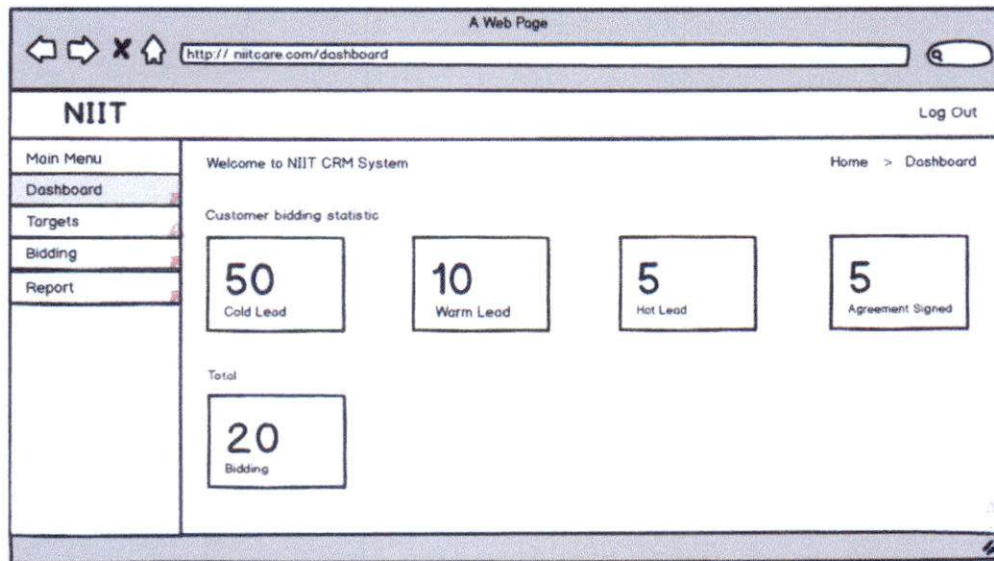 A Web Page
http:// niitcare.com/dashboard
NIIT
Log Out
Main Menu
Dashboard
Targets
Bidding
Report
Welcome to NIIT CRM System
Home > Dashboard
Customer bidding statistic
50
Cold Lead
10
Warm Lead
5
Hot Lead
5
Agreement Signed
Total
20
Bidding